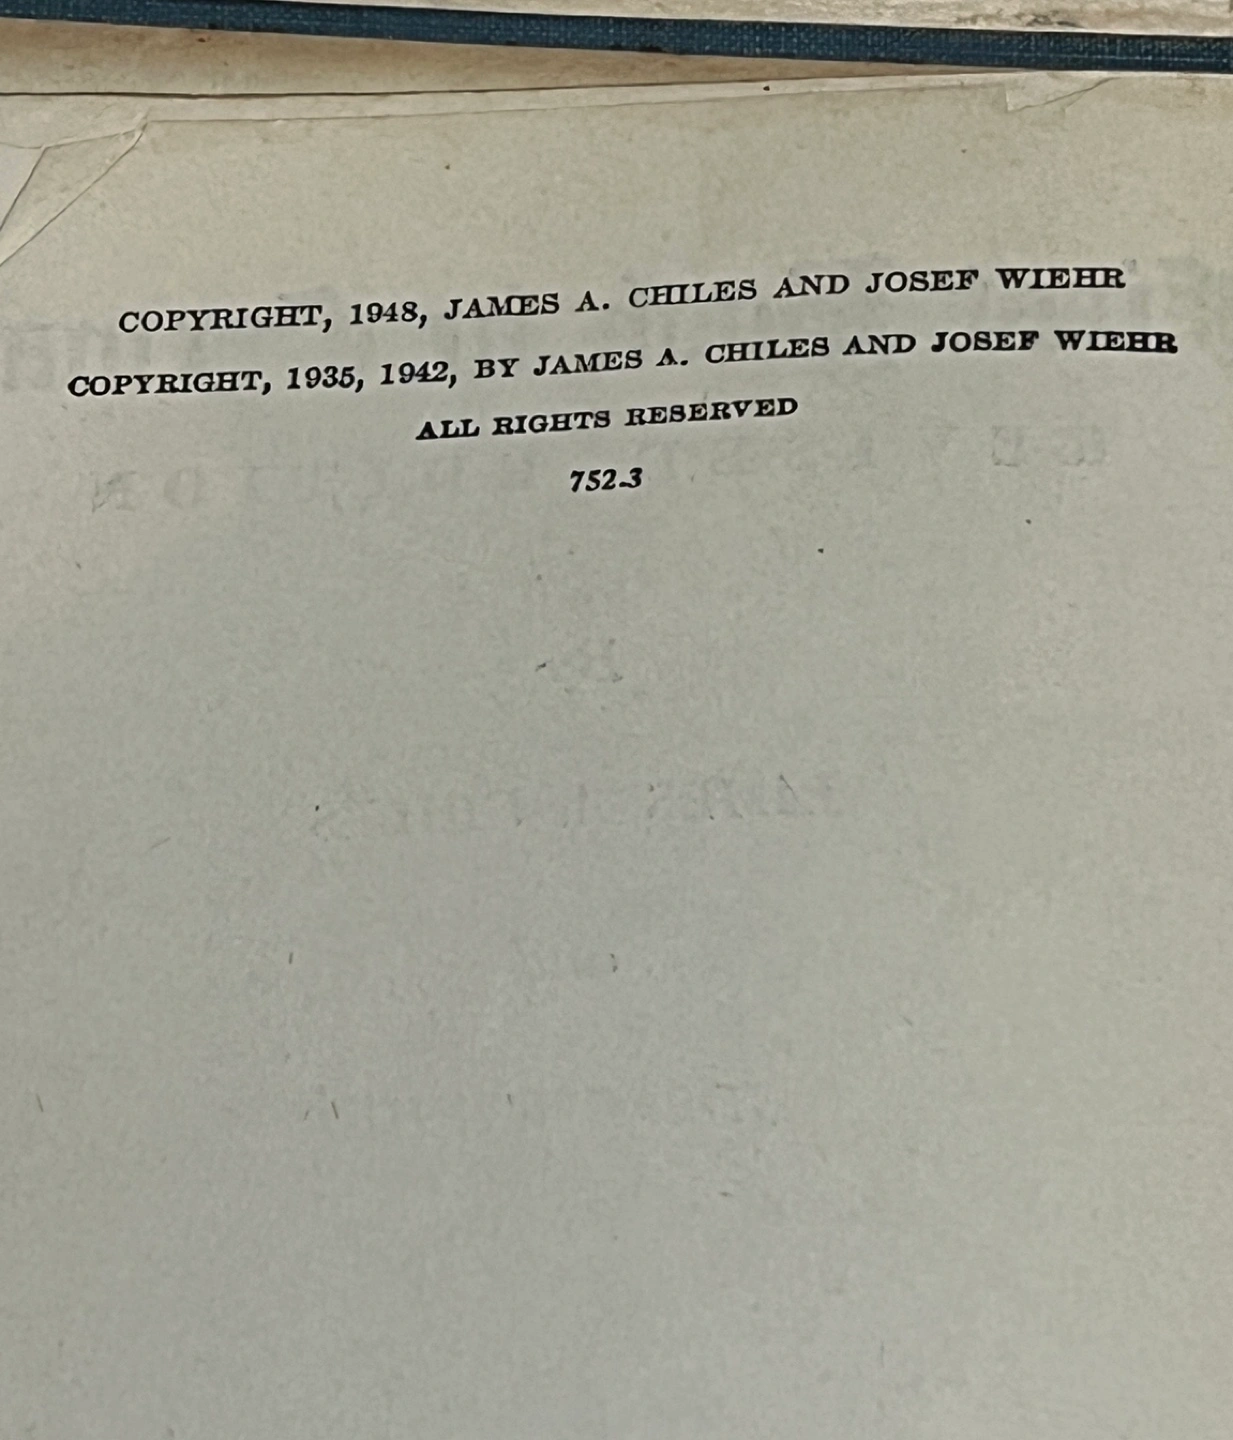 COPYRIGHT, 1948, JAMES A. CHILES AND JOSEF WIEHR
COPYRIGHT, 1935, 1942, BY JAMES A. CHILES AND JOSEF WIEHR
ALL RIGHTS RESERVED
752.3